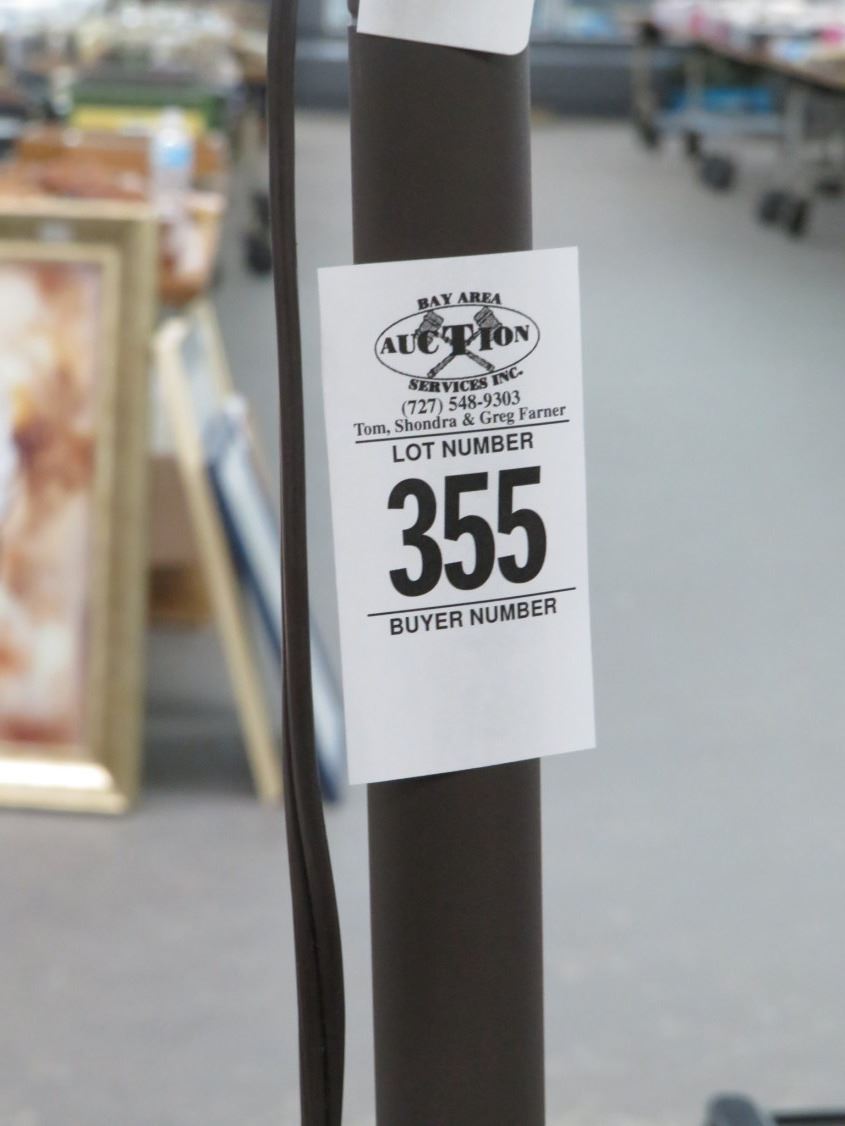 BAY AREA
AUCTION
SERVICES INC.
(727) 548-9303
Tom, Shondra & Greg Farner
LOT NUMBER
355
BUYER NUMBER